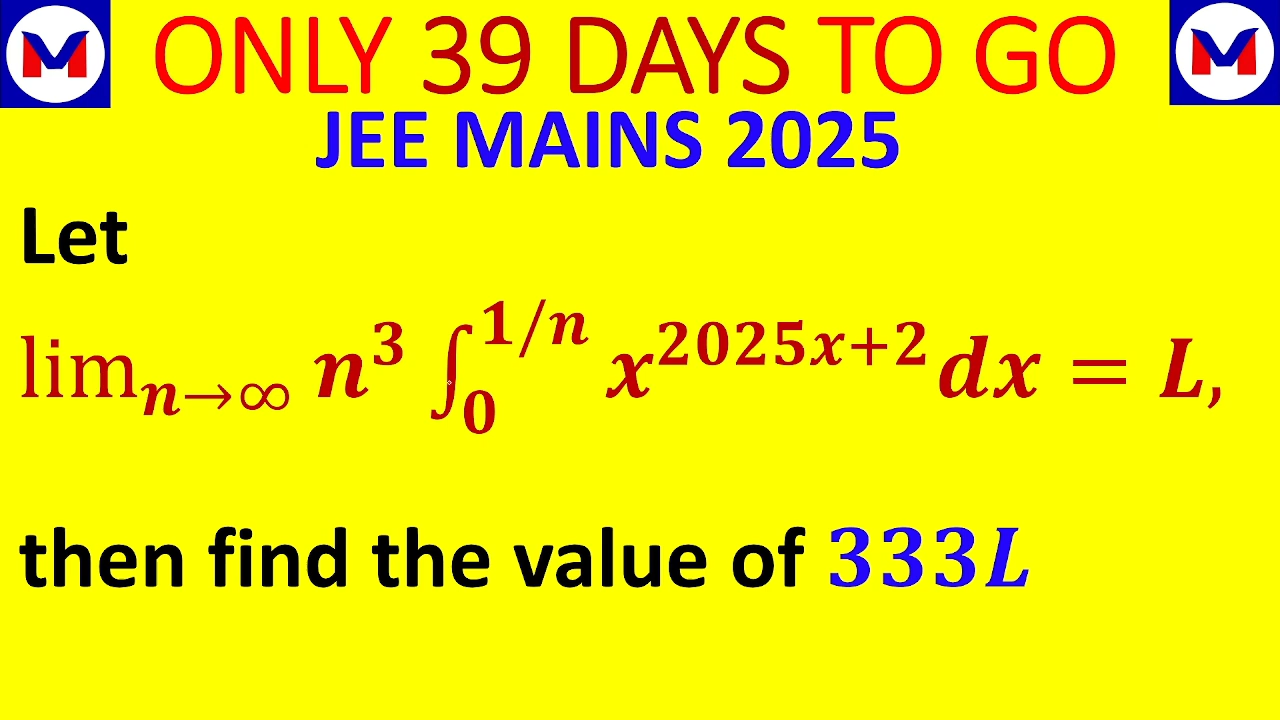 ONLY 39 DAYS TO GO
JEE MAINS 2025
Let
lim_{n→∞} n^3 ∫_0^{1/n} x^{2025x+2} dx = L,
then find the value of 333L